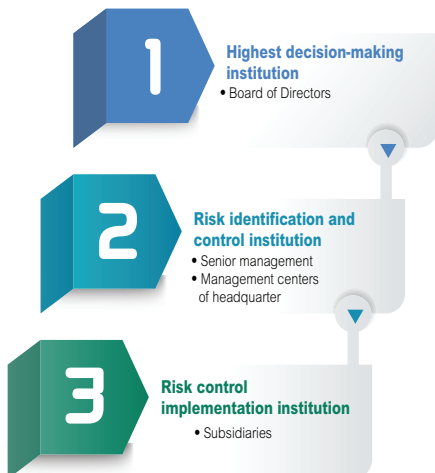 1
Highest decision-making
institution
• Board of Directors
2
Risk identification and
control institution
• Senior management
• Management centers
of headquarter
3
Risk control
implementation institution
• Subsidiaries